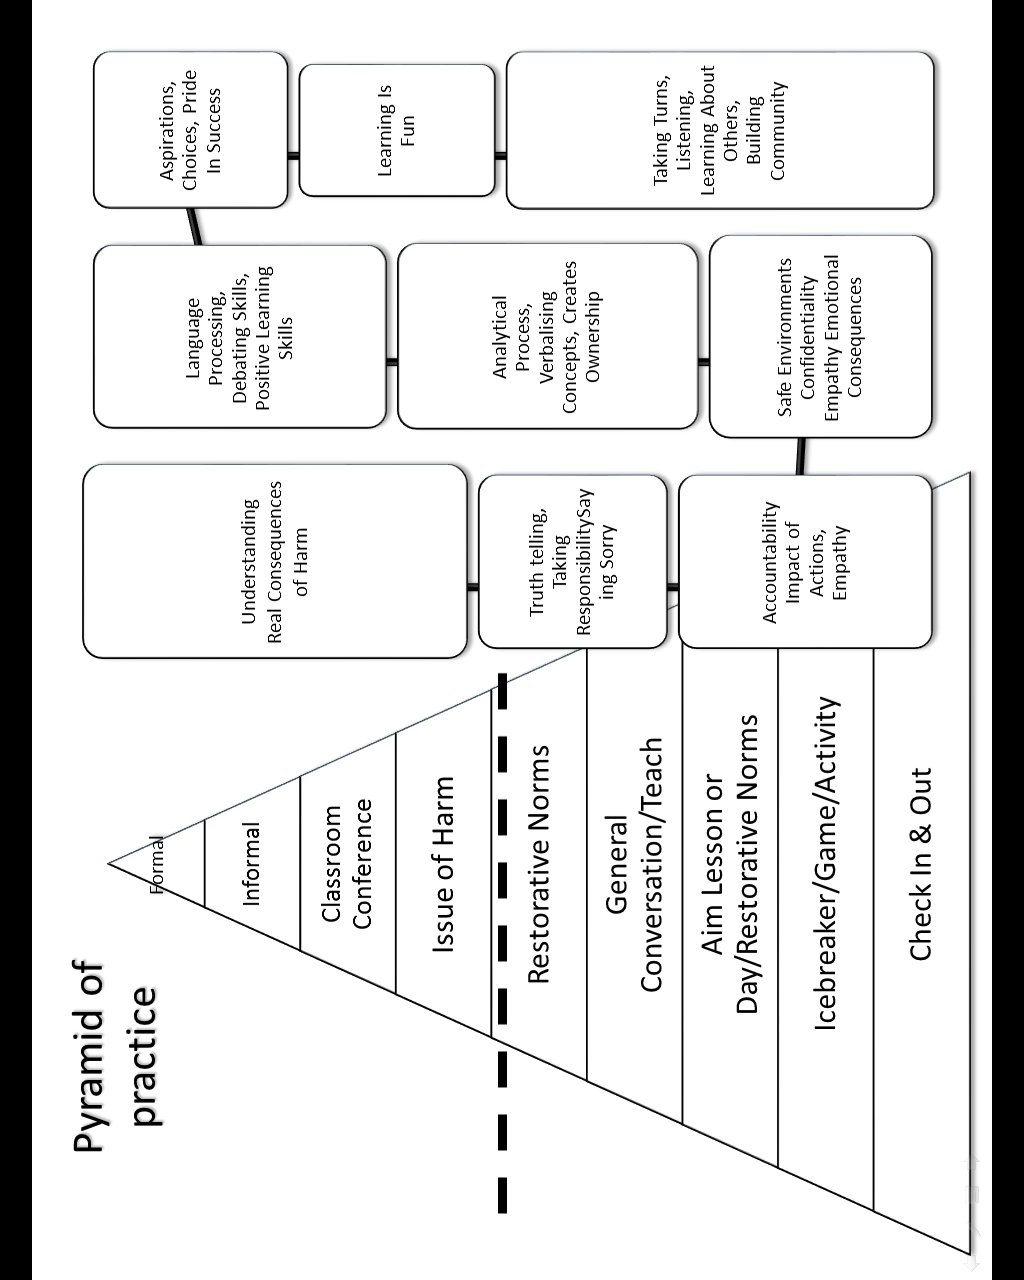 Pyramid of
practice
Formal
Informal
Classroom
Conference
Issue of Harm
Restorative Norms
General
Conversation/Teach
Aim Lesson or
Day/Restorative Norms
Icebreaker/Game/Activity
Check In & Out
Understanding
Real Consequences
of Harm
Truth telling,
Taking
ResponsibilitySay
ing Sorry
Accountability
Impact of
Actions,
Empathy
Language
Processing,
Debating Skills,
Positive Learning
Skills
Analytical
Process,
Verbalising
Concepts, Creates
Ownership
Safe Environments
Confidentiality
Empathy Emotional
Consequences
Aspirations,
Choices, Pride
In Success
Learning Is
Fun
Taking Turns,
Listening,
Learning About
Others,
Building
Community